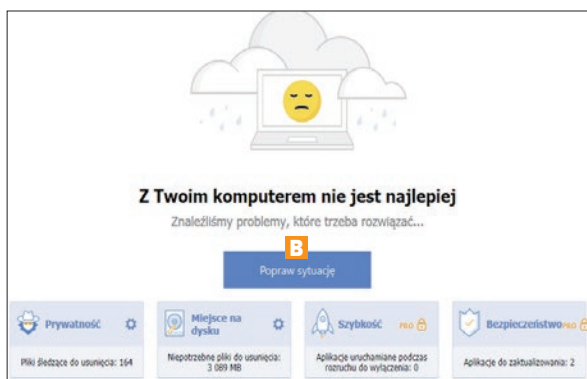 Z Twoim komputerem nie jest najlepiej
Znaleźliśmy problemy, które trzeba rozwiązać...
B
Popraw sytuację
Prywatność
Pliki śledzące do usunięcia: 164
Miejsce na
dysku
Niepotrzebne pliki do usunięcia:
3 089 MB
Szybkość PRO
Aplikacje uruchamiane podczas
rozruchu do wyłączenia: 0
Bezpieczeństwo PRO
Aplikacje do zaktualizowania: 2